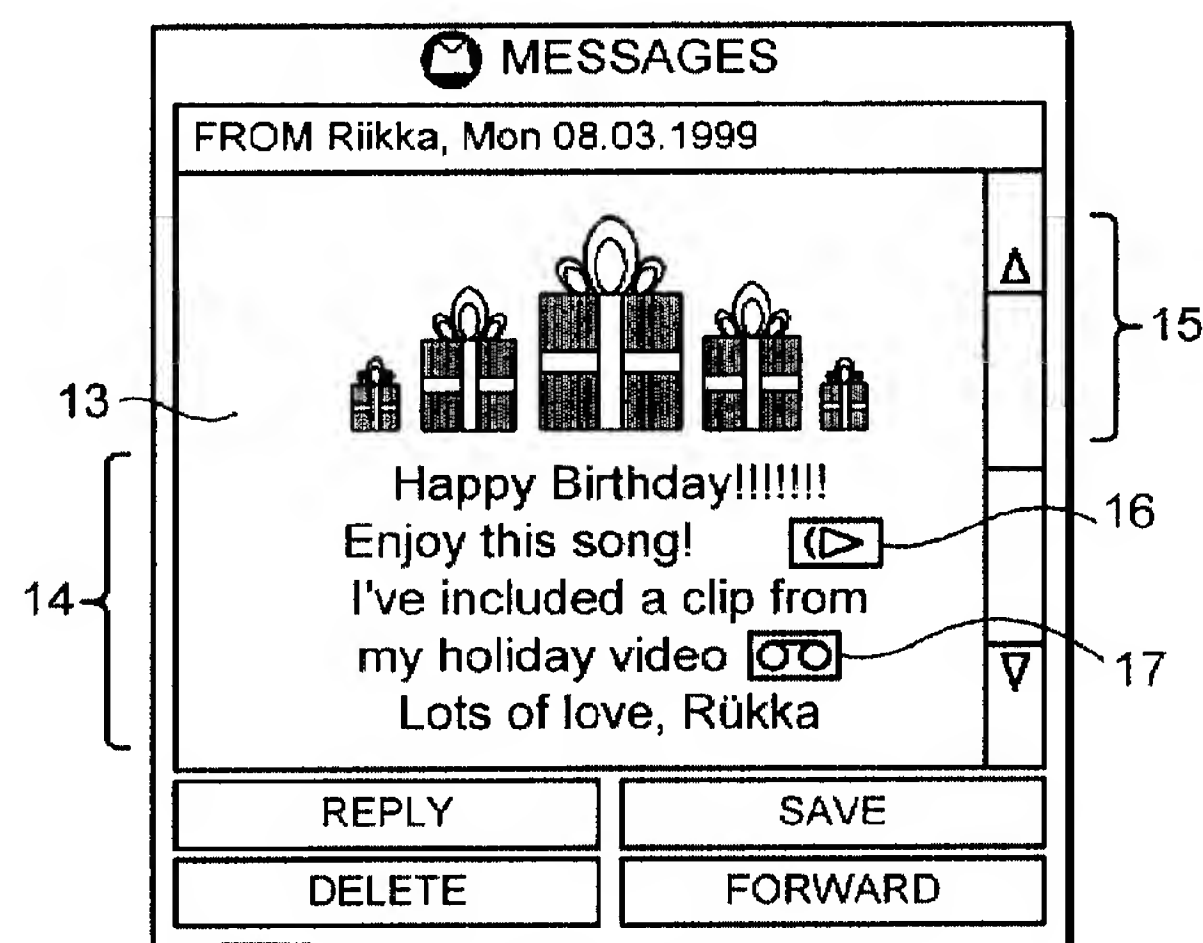 MESSAGES
FROM Riikka, Mon 08.03.1999
15
13
Happy Birthday!!!!!!!
Enjoy this song!
16
14
I've included a clip from
my holiday video
17
Lots of love, Rükka
REPLY SAVE
DELETE FORWARD